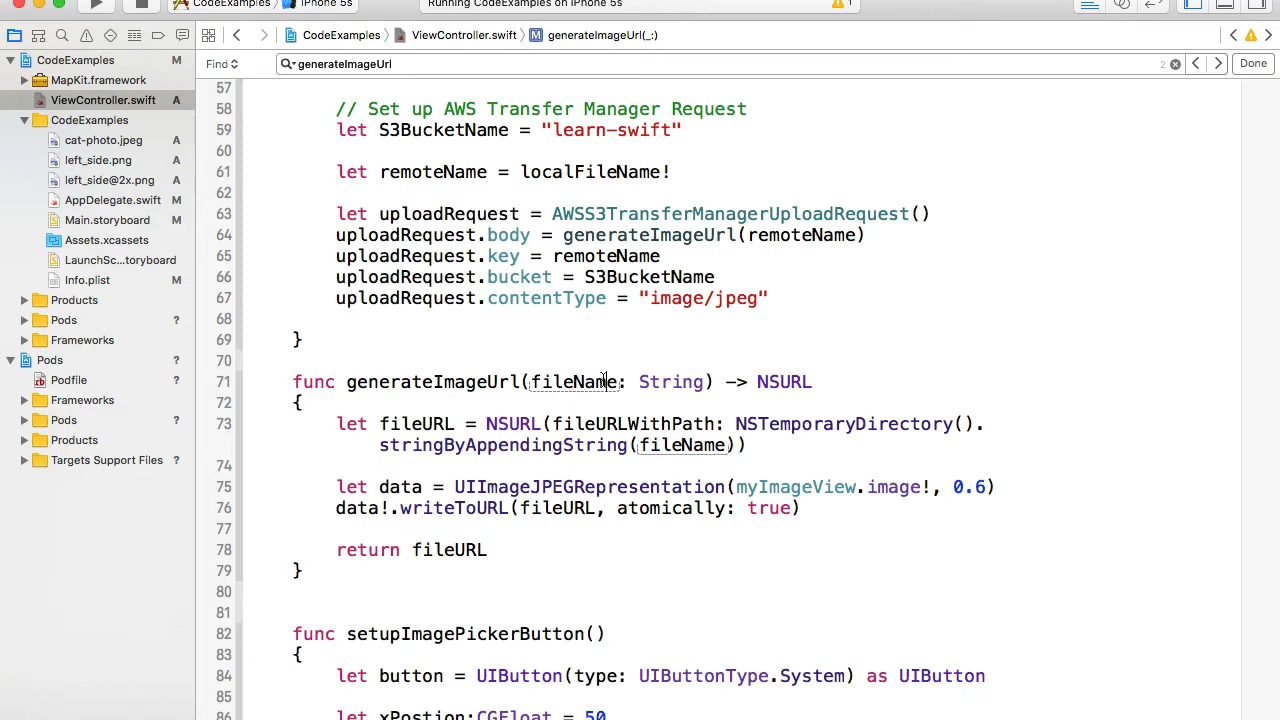 CodeExamples
iPhone 5s
Running CodeExamples on iPhone 5s
1
CodeExamples
ViewController.swift
M generateImageUrl(_:)
Find
generateImageUrl
2
Done
CodeExamples M
MapKit.framework
ViewController.swift A
CodeExamples
cat-photo.jpeg A
left_side.png A
left_side@2x.png A
AppDelegate.swift A
Main.storyboard M
Assets.xcassets
LaunchSc...toryboard
Info.plist M
Products
Pods ?
Frameworks
Pods ?
Podfile
Frameworks
Pods ?
Products
Targets Support Files ?
57
58 // Set up AWS Transfer Manager Request
59 let S3BucketName = "learn-swift"
60
61 let remoteName = localFileName!
62
63 let uploadRequest = AWSS3TransferManagerUploadRequest()
64 uploadRequest.body = generateImageUrl(remoteName)
65 uploadRequest.key = remoteName
66 uploadRequest.bucket = S3BucketName
67 uploadRequest.contentType = "image/jpeg"
68
69 }
70
71 func generateImageUrl(fileName: String) -> NSURL
72 {
73 let fileURL = NSURL(fileURLWithPath: NSTemporaryDirectory().
stringByAppendingString(fileName))
74
75 let data = UIImageJPEGRepresentation(myImageView.image!, 0.6)
76 data!.writeToURL(fileURL, atomically: true)
77
78 return fileURL
79 }
80
81
82 func setupImagePickerButton()
83 {
84 let button = UIButton(type: UIButtonType.System) as UIButton
85
86 let xPostion:CGFloat = 50